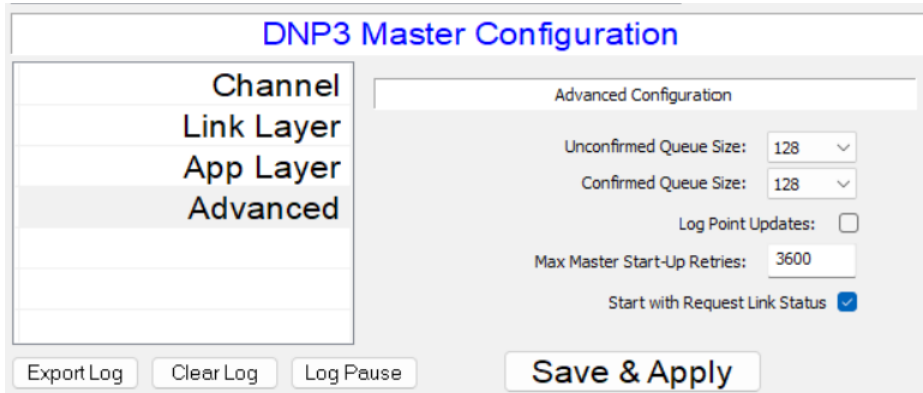 DNP3 Master Configuration
Channel
Link Layer
App Layer
Advanced
Advanced Configuration
Unconfirmed Queue Size: 128
Confirmed Queue Size: 128
Log Point Updates:
Max Master Start-Up Retries: 3600
Start with Request Link Status
Export Log Clear Log Log Pause Save & Apply